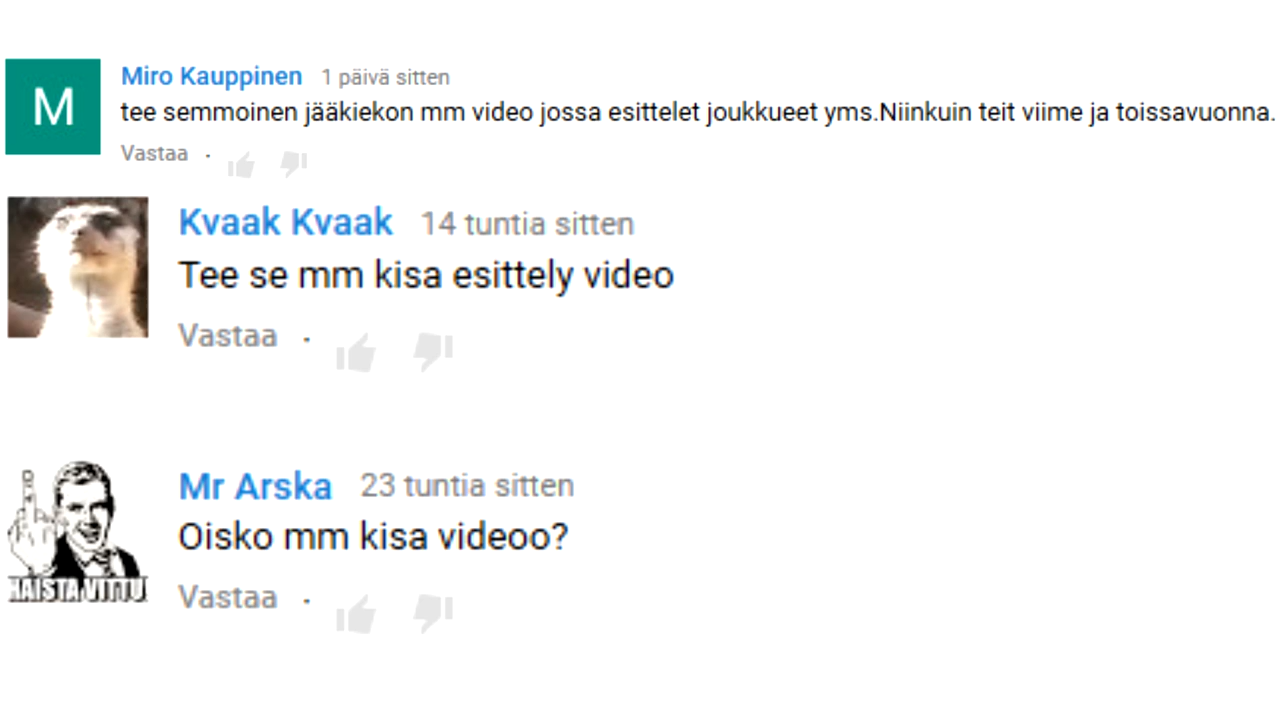 M
Miro Kauppinen 1 päivä sitten
tee semmoinen jääkiekon mm video jossa esittelet joukkueet yms.Niinkuin teit viime ja toissavuonna.
Vastaa ·
Kvaak Kvaak 14 tuntia sitten
Tee se mm kisa esittely video
Vastaa ·
Mr Arska 23 tuntia sitten
Oisko mm kisa videoo?
HAISTA VITTU
Vastaa ·